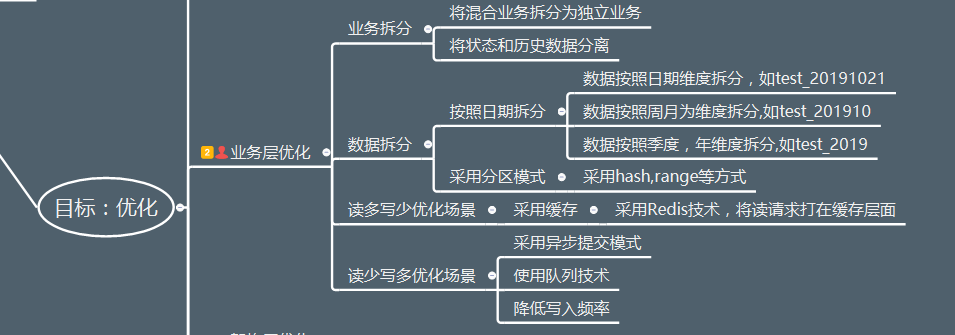 业务拆分
将混合业务拆分为独立业务
将状态和历史数据分离
数据按照日期维度拆分，如test_20191021
按照日期拆分
数据按照周月为维度拆分,如test_201910
数据拆分
数据按照季度，年维度拆分,如test_2019
2
业务层优化
采用分区模式
采用hash,range等方式
目标：优化
读多写少优化场景
采用缓存
采用Redis技术，将读请求打在缓存层面
采用异步提交模式
读少写多优化场景
使用队列技术
降低写入频率